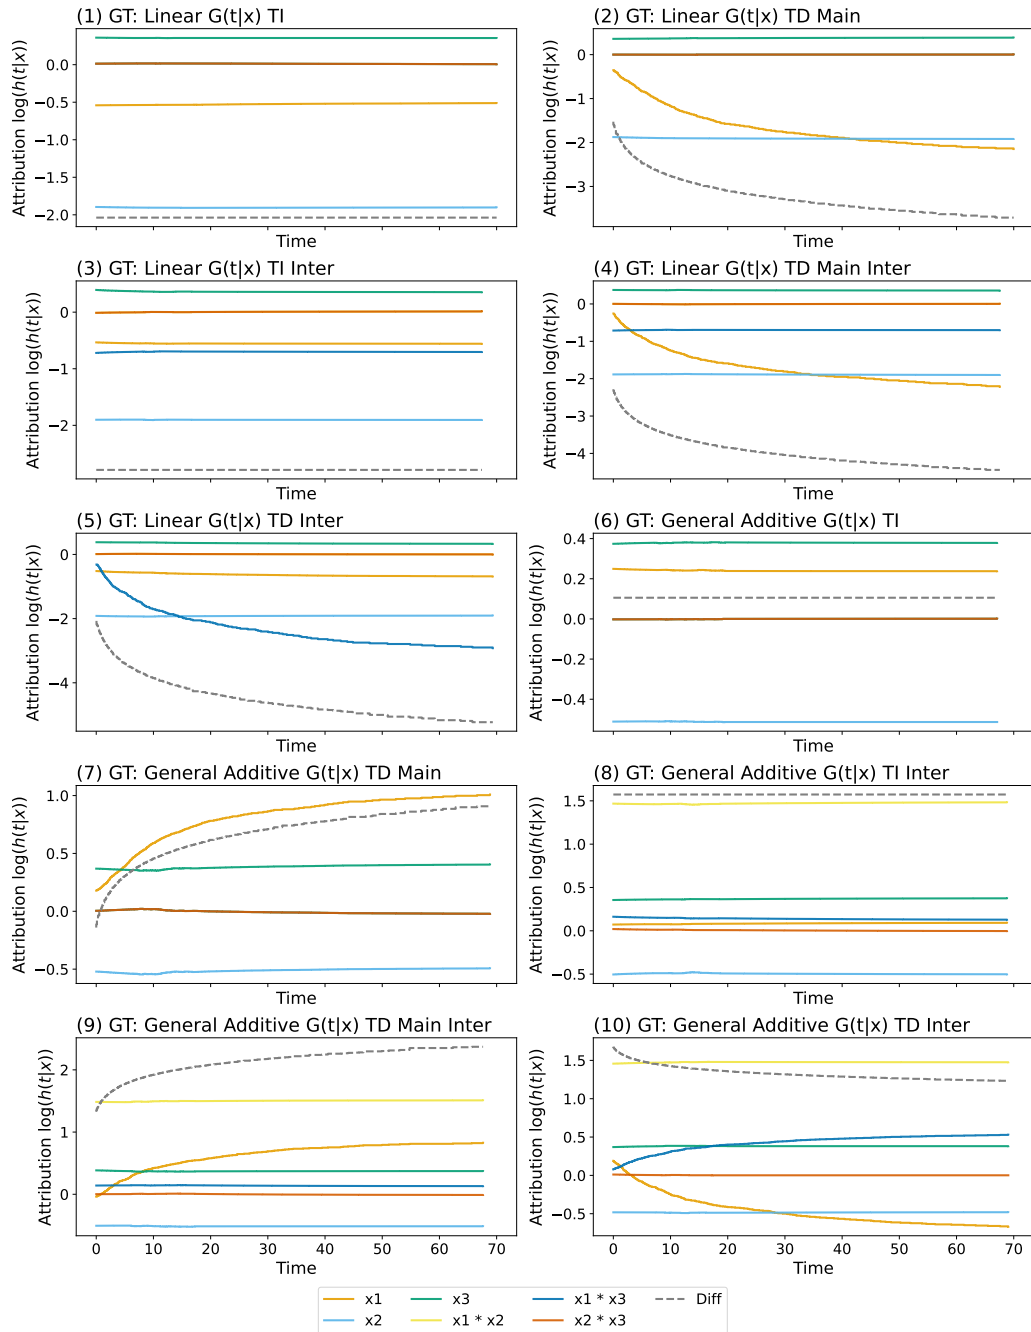 (1) GT: Linear G(t|x) TI
Attribution log(h(t|x))
0.0
−0.5
−1.0
−1.5
−2.0
Time
(2) GT: Linear G(t|x) TD Main
Attribution log(h(t|x))
0
−1
−2
−3
Time
(3) GT: Linear G(t|x) TI Inter
Attribution log(h(t|x))
0
−1
−2
Time
(4) GT: Linear G(t|x) TD Main Inter
Attribution log(h(t|x))
0
−1
−2
−3
−4
Time
(5) GT: Linear G(t|x) TD Inter
Attribution log(h(t|x))
0
−2
−4
Time
(6) GT: General Additive G(t|x) TI
Attribution log(h(t|x))
0.4
0.2
0.0
−0.2
−0.4
Time
(7) GT: General Additive G(t|x) TD Main
Attribution log(h(t|x))
1.0
0.5
0.0
−0.5
Time
(8) GT: General Additive G(t|x) TI Inter
Attribution log(h(t|x))
1.5
1.0
0.5
0.0
−0.5
Time
(9) GT: General Additive G(t|x) TD Main Inter
Attribution log(h(t|x))
2
1
0
0 10 20 30 40 50 60 70
Time
(10) GT: General Additive G(t|x) TD Inter
Attribution log(h(t|x))
1.5
1.0
0.5
0.0
−0.5
0 10 20 30 40 50 60 70
Time
x1 x3 x1 * x3 Diff
x2 x1 * x2 x2 * x3